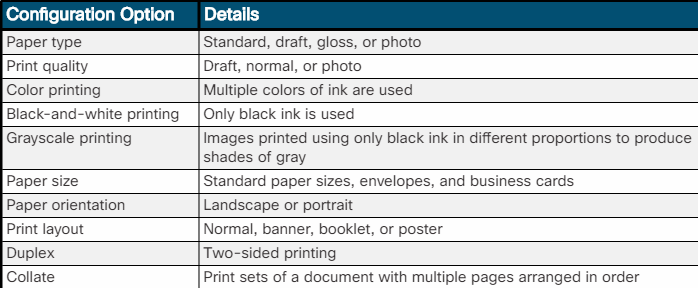 Configuration Option Details
Paper type Standard, draft, gloss, or photo
Print quality Draft, normal, or photo
Color printing Multiple colors of ink are used
Black-and-white printing Only black ink is used
Grayscale printing Images printed using only black ink in different proportions to produce
shades of gray
Paper size Standard paper sizes, envelopes, and business cards
Paper orientation Landscape or portrait
Print layout Normal, banner, booklet, or poster
Duplex Two-sided printing
Collate Print sets of a document with multiple pages arranged in order